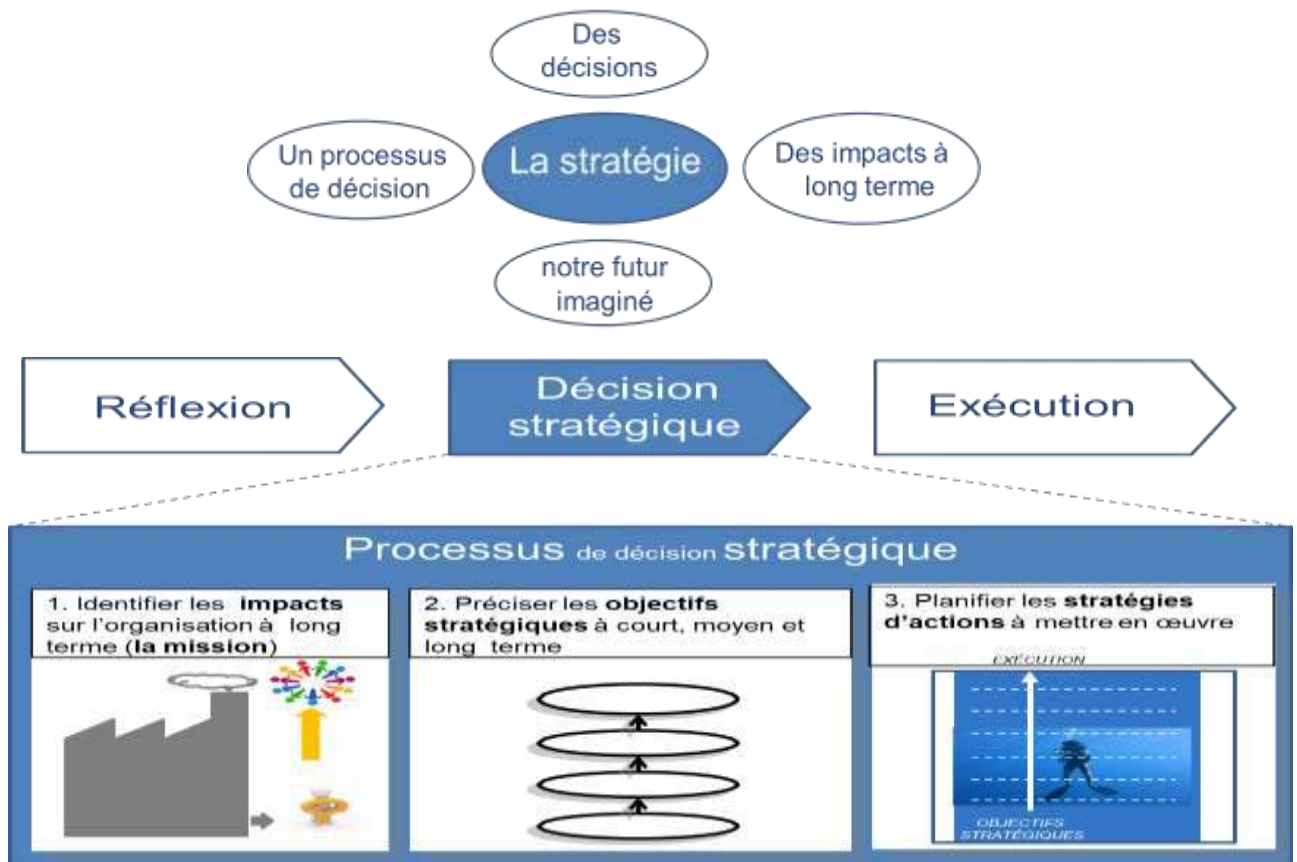 Des
décisions
Un processus
de décision
La stratégie
Des impacts à
long terme
notre futur
imaginé
Réflexion
Décision
stratégique
Exécution
Processus de décision stratégique
1. Identifier les impacts
sur l'organisation à long
terme (la mission)
2. Préciser les objectifs
stratégiques à court, moyen et
long terme
3. Planifier les stratégies
d'actions à mettre en œuvre
EXÉCUTION
OBJECTIFS
STRATÉGIQUES